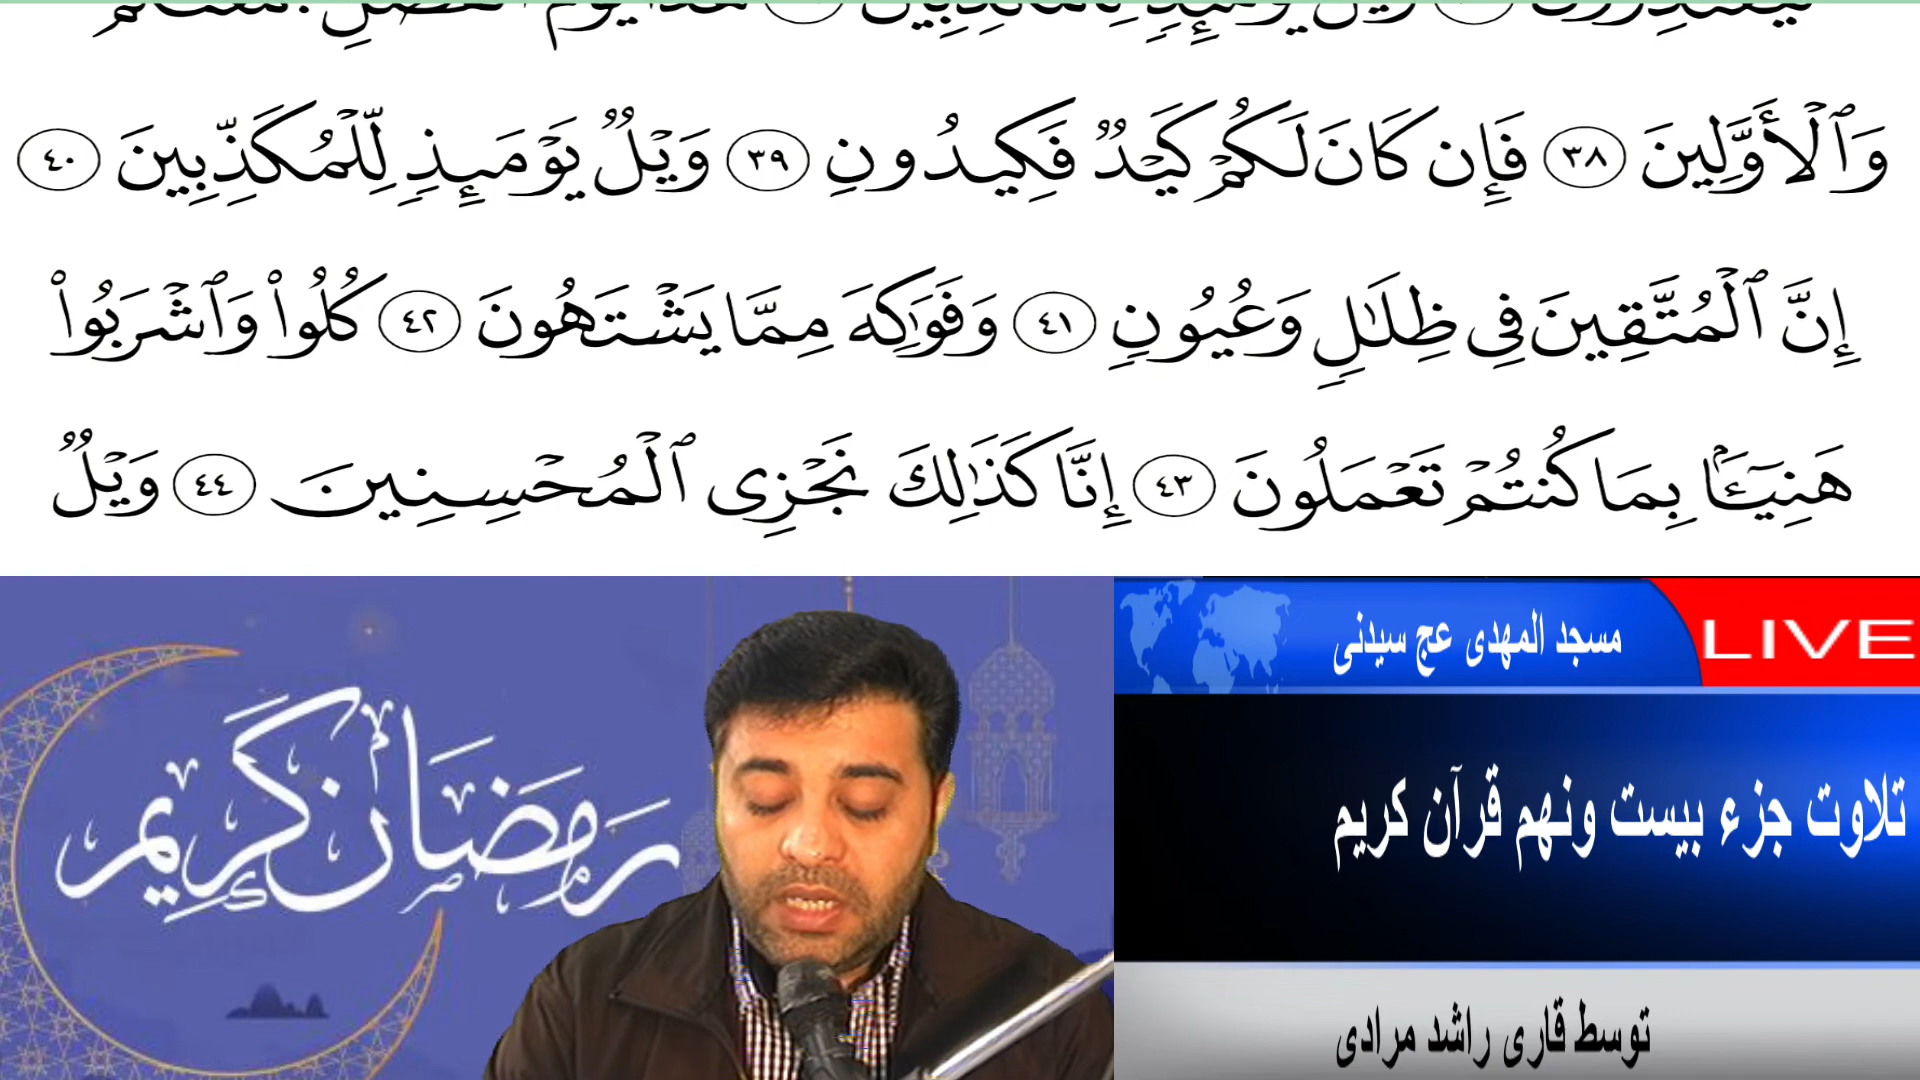 وَٱلۡأَوَّلِينَ ٣٨ فَإِن كَانَ لَكُمۡ كَيۡدٞ فَكِيدُونِ ٣٩ وَيۡلٞ يَوۡمَئِذٖ لِّلۡمُكَذِّبِينَ ٤٠
إِنَّ ٱلۡمُتَّقِينَ فِي ظِلَٰلٖ وَعُيُونٖ ٤١ وَفَوَٰكِهَ مِمَّا يَشۡتَهُونَ ٤٢ كُلُواْ وَٱشۡرَبُواْ
هَنِيٓـَٔۢا بِمَا كُنتُمۡ تَعۡمَلُونَ ٤٣ إِنَّا كَذَٰلِكَ نَجۡزِي ٱلۡمُحۡسِنِينَ ٤٤ وَيۡلٞ
رمضان كريم
LIVE
مسجد المهدی عج سیدنی
تلاوت جزء بیست ونهم قرآن کریم
توسط قاری راشد مرادی